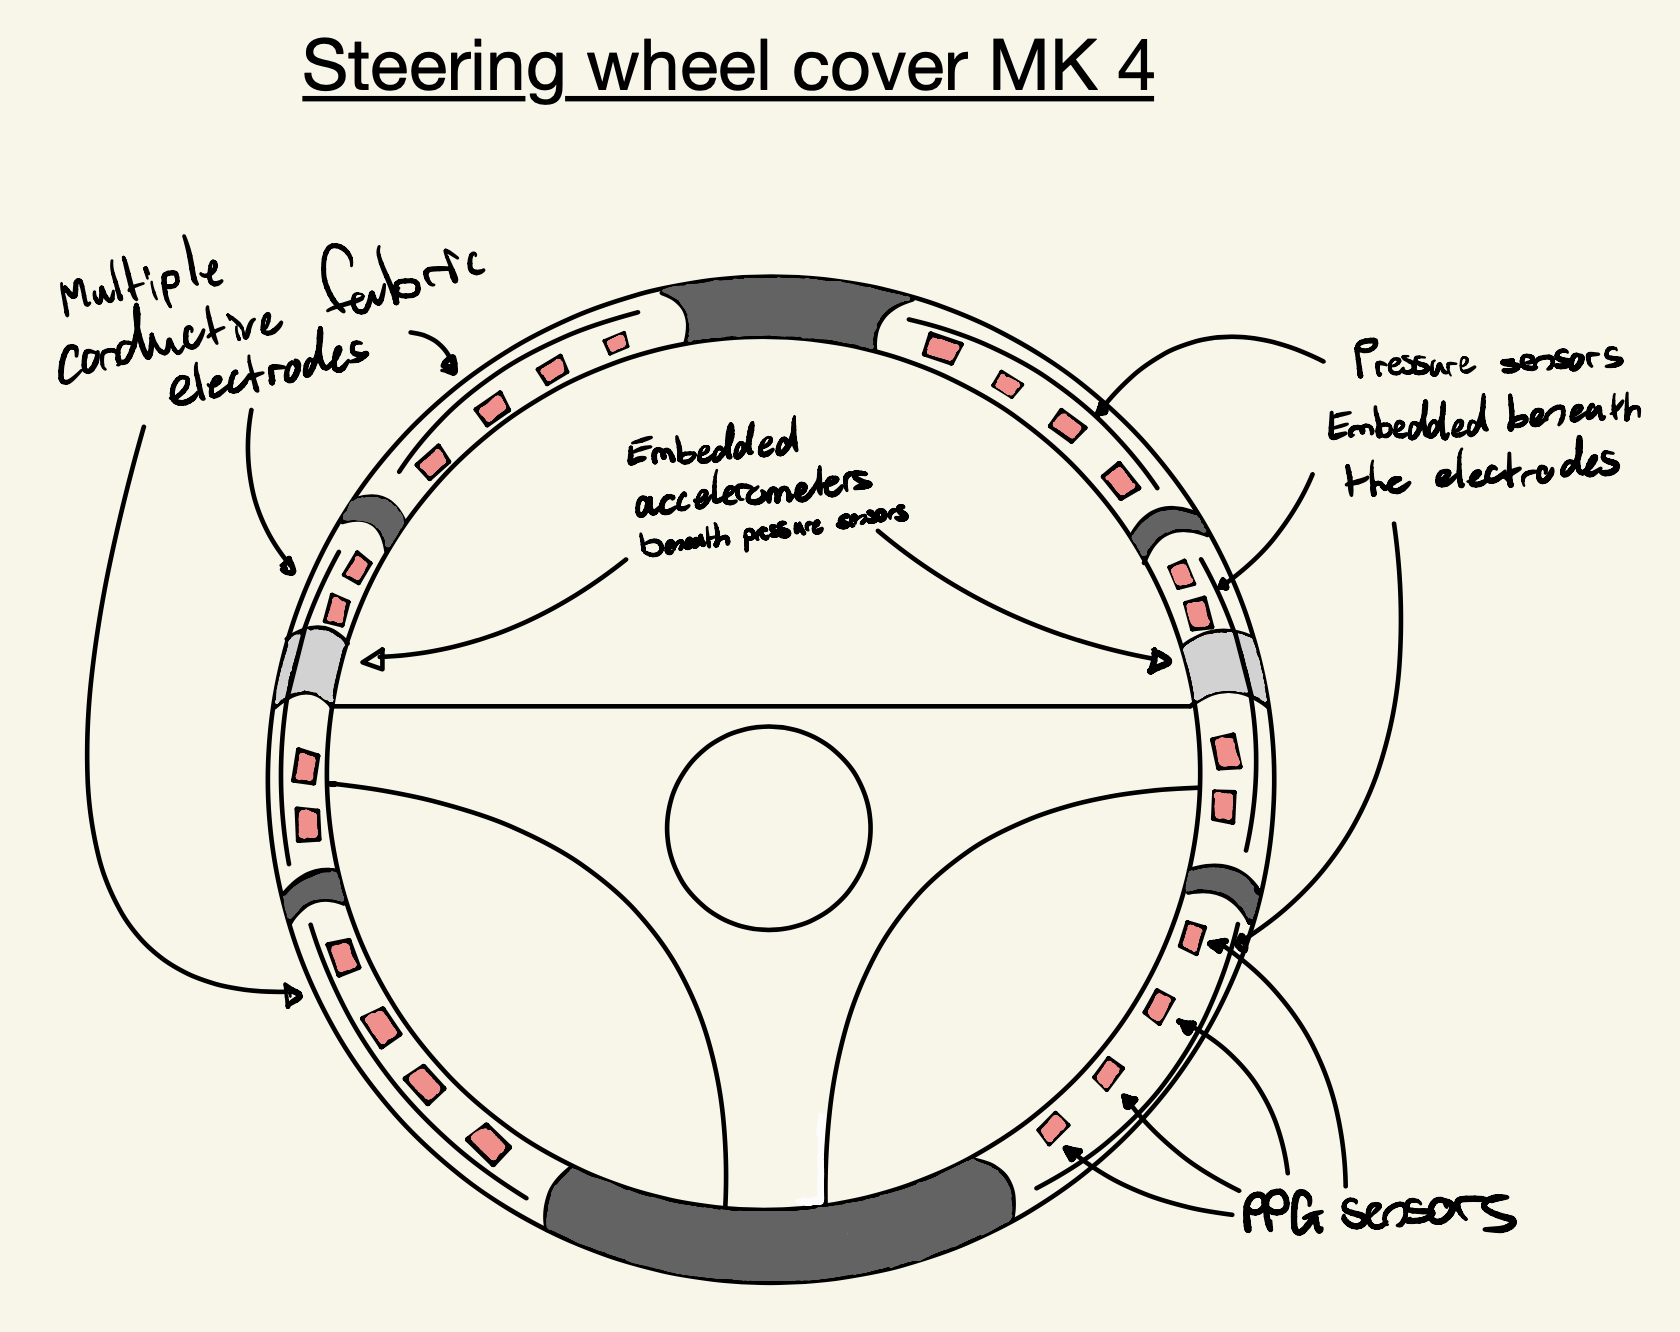 Steering wheel cover MK 4
Multiple
conductive fabric
electrodes
Embedded
accelerometers
beneath pressure sensors
Pressure sensors
Embedded beneath
the electrodes
PPG sensors